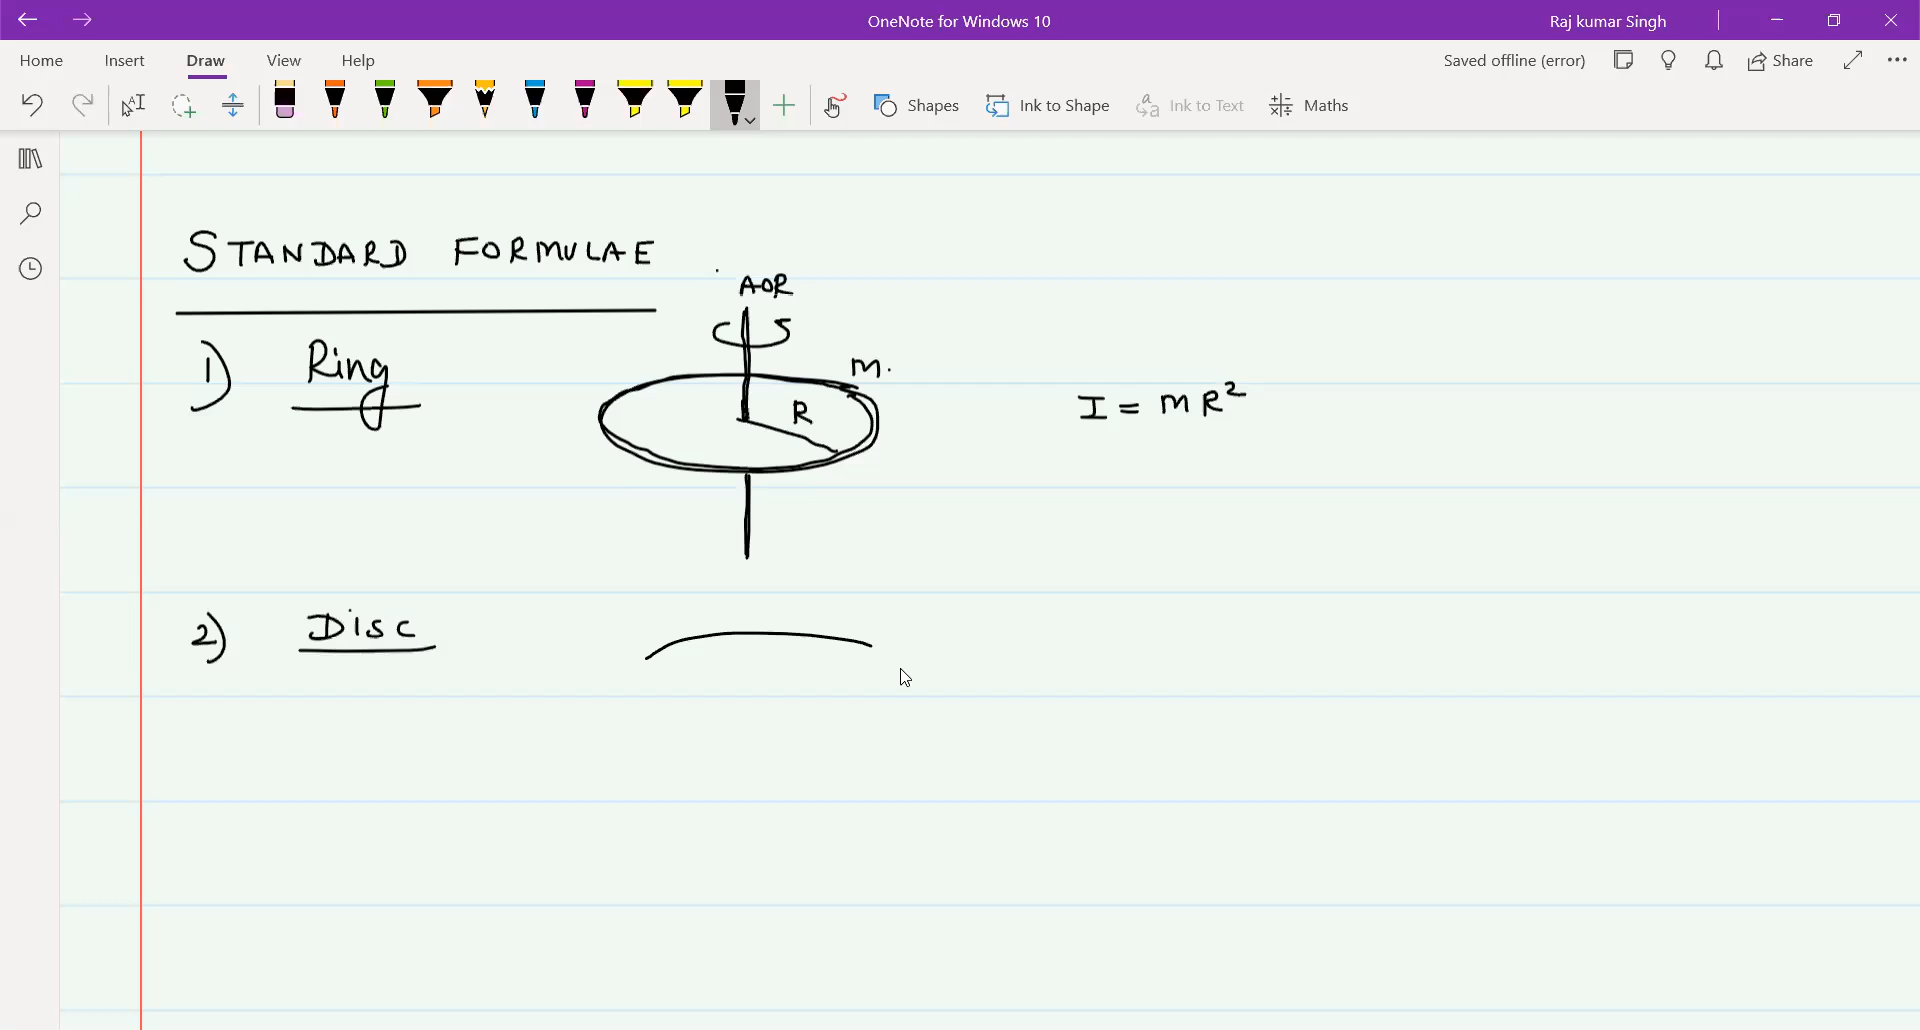 OneNote for Windows 10
Raj kumar Singh
Home Insert Draw View Help
Saved offline (error)
Share
Shapes
Ink to Shape
Ink to Text
Maths
STANDARD FORMULAE
AOR
1) Ring
M.
R
I = MR²
2) Disc